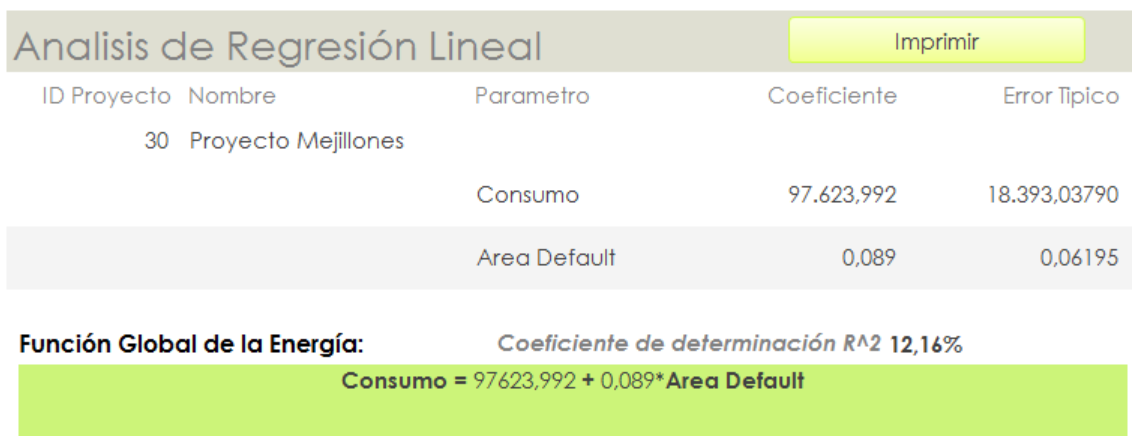 Analisis de Regresión Lineal Imprimir
ID Proyecto Nombre Parametro Coeficiente Error Tipico
30 Proyecto Mejillones
Consumo 97.623,992 18.393,03790
Area Default 0,089 0,06195
Función Global de la Energía: Coeficiente de determinación R^2 12,16%
Consumo = 97623,992 + 0,089*Area Default